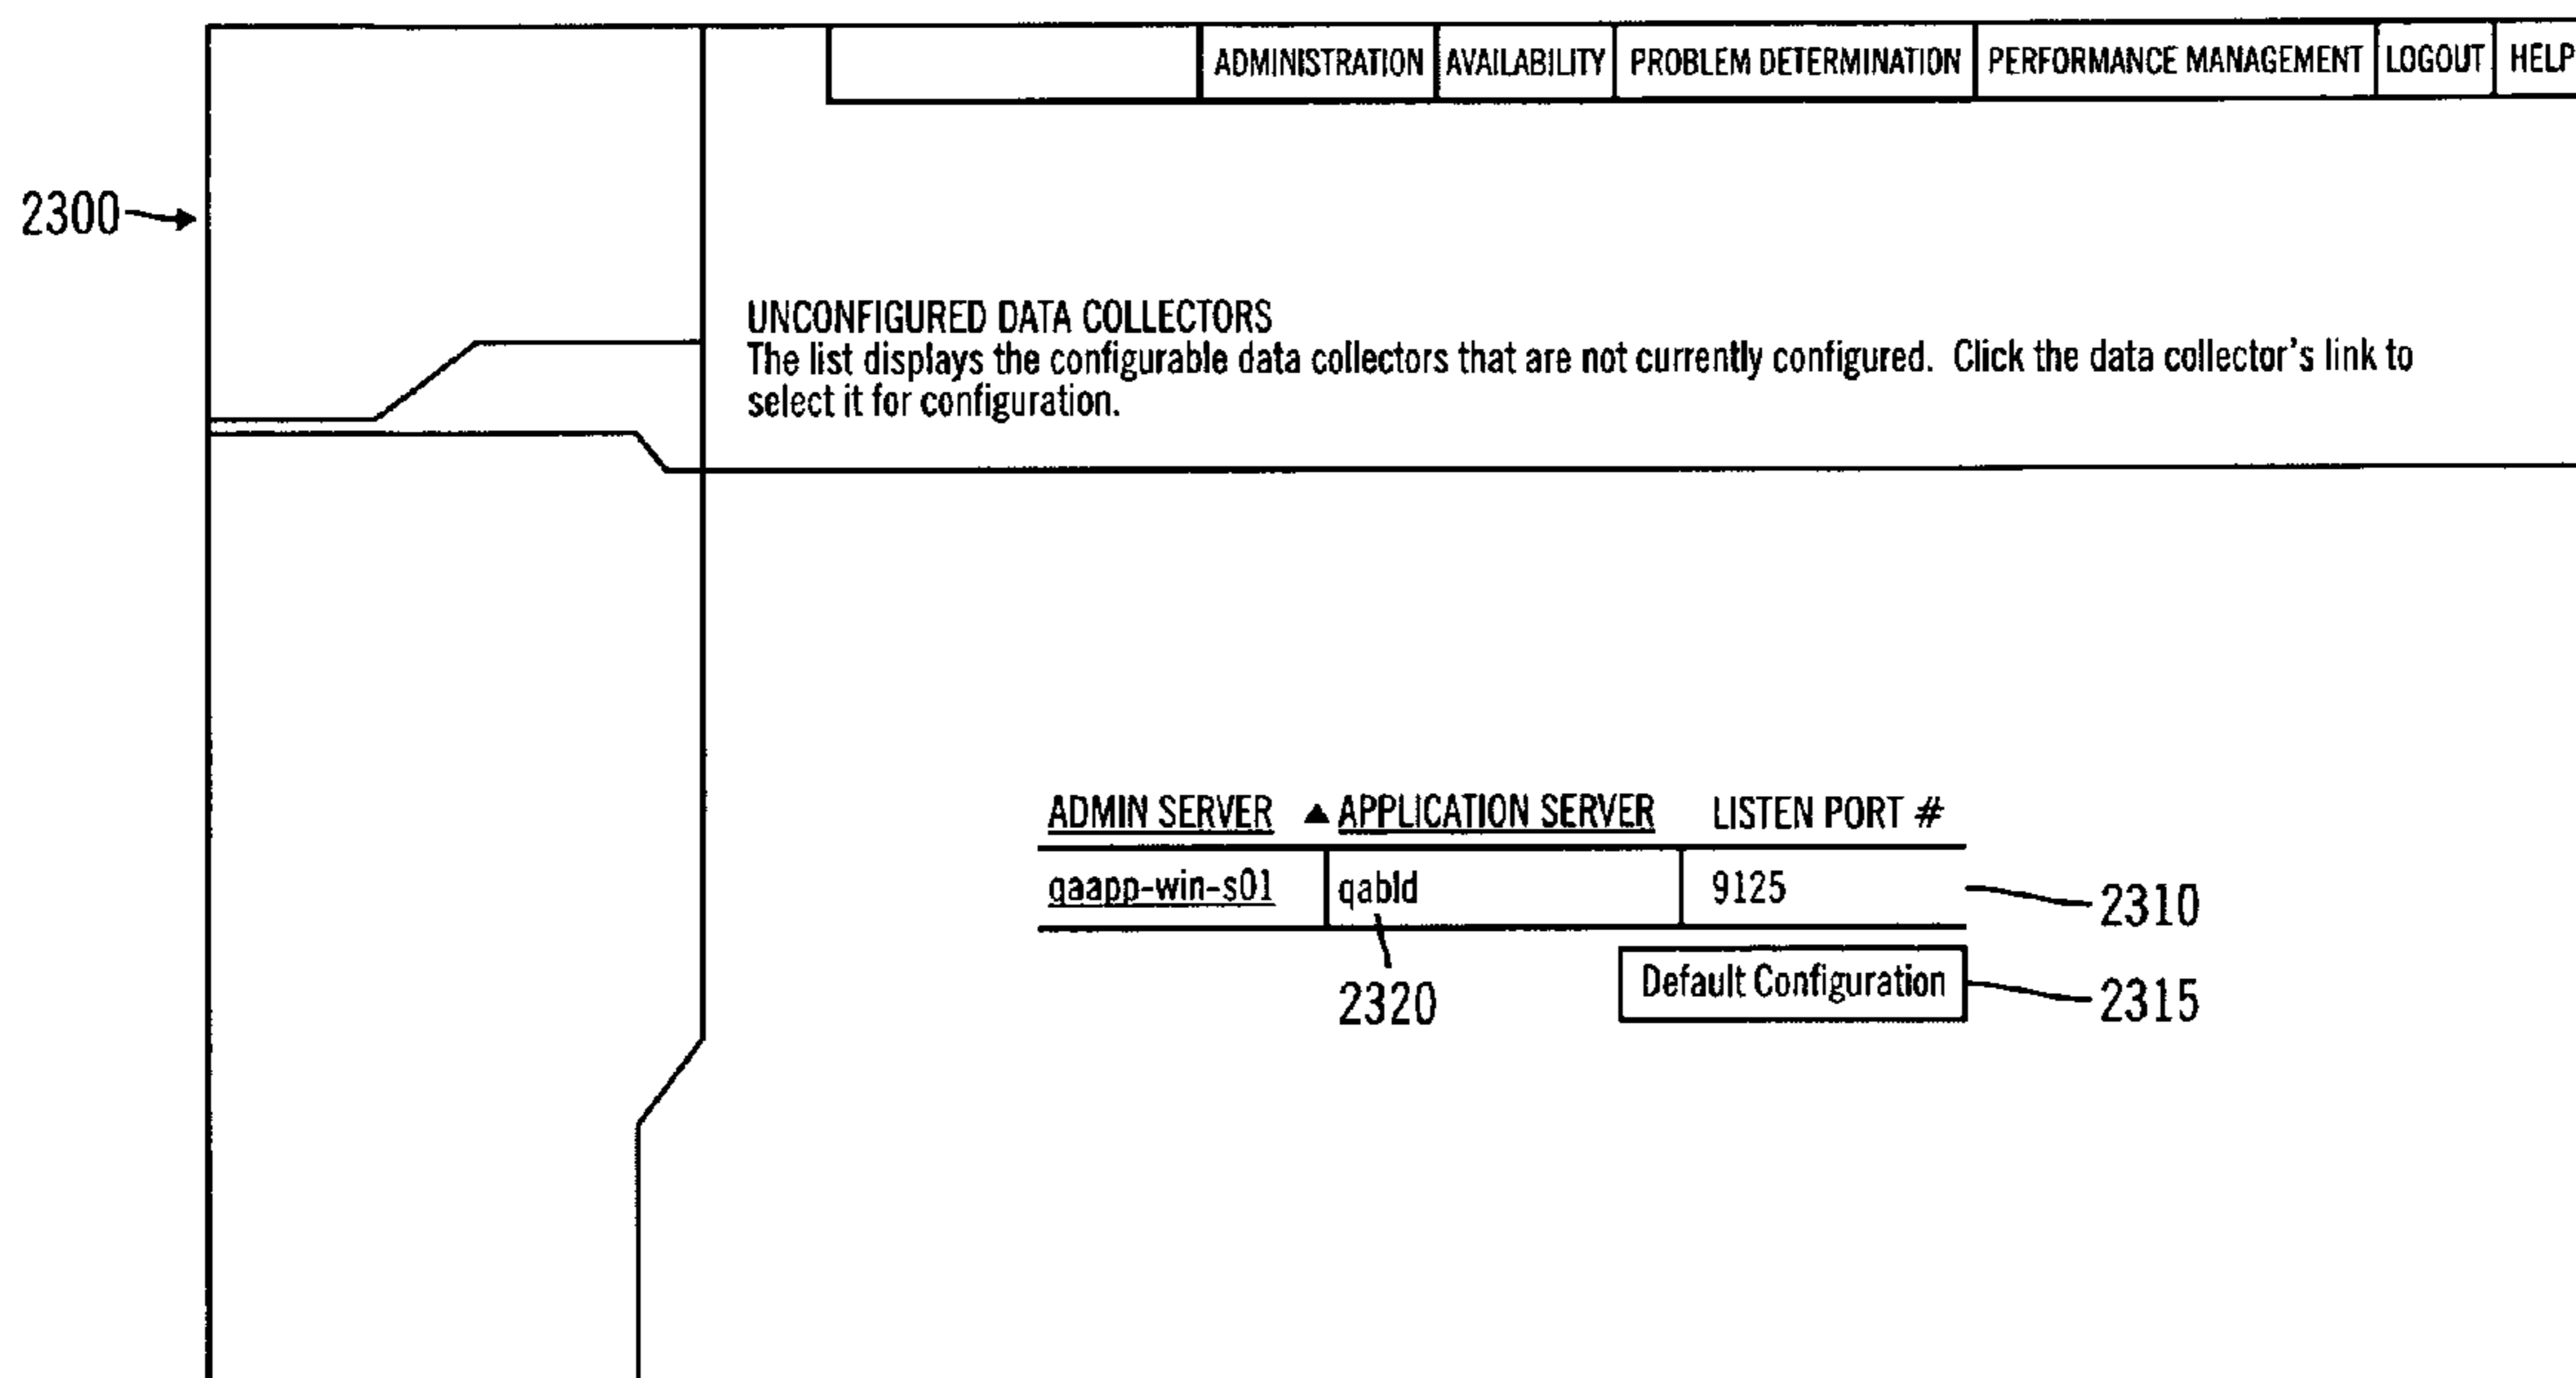 ADMINISTRATION AVAILABILITY PROBLEM DETERMINATION PERFORMANCE MANAGEMENT LOGOUT HELP
2300
UNCONFIGURED DATA COLLECTORS
The list displays the configurable data collectors that are not currently configured. Click the data collector's link to
select it for configuration.
ADMIN SERVER ▲ APPLICATION SERVER LISTEN PORT #
qaapp-win-s01 qabld 9125 2310
2320 Default Configuration 2315